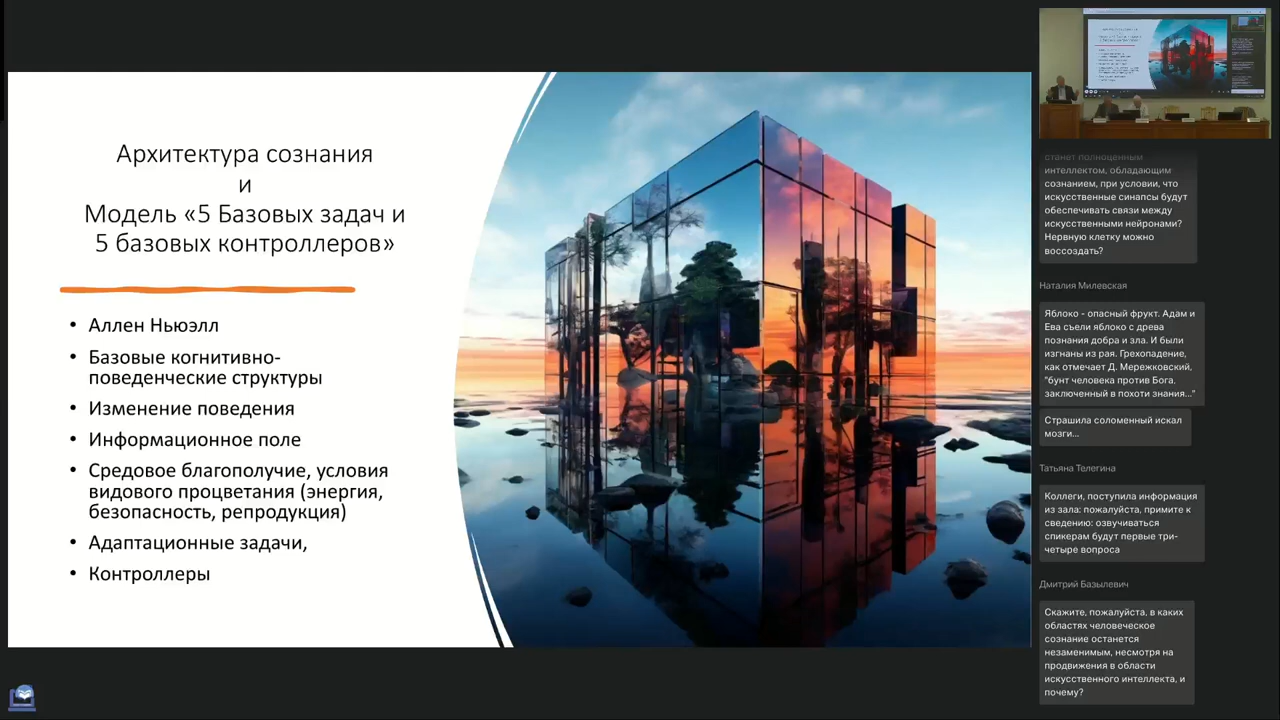 Архитектура сознания
и
Модель «5 Базовых задач и
5 базовых контроллеров»
• Аллен Ньюэлл
• Базовые когнитивно-
поведенческие структуры
• Изменение поведения
• Информационное поле
• Средовое благополучие, условия
видового процветания (энергия,
безопасность, репродукция)
• Адаптационные задачи,
• Контроллеры
станет полноценным
интеллектом, обладающим
сознанием, при условии, что
искусственные синапсы будут
обеспечивать связи между
искусственными нейронами?
Нервную клетку можно
воссоздать?
Наталия Милевская
Яблоко - опасный фрукт. Адам и
Ева съели яблоко с древа
познания добра и зла. И были
изгнаны из рая. Грехопадение,
как отмечает Д. Мережковский,
"бунт человека против Бога,
заключенный в похоти знания..."
Страшила соломенный искал
мозги...
Татьяна Телегина
Коллеги, поступила информация
из зала: пожалуйста, примите к
сведению: озвучиваться
спикерам будут первые три-
четыре вопроса
Дмитрий Базылевич
Скажите, пожалуйста, в каких
областях человеческое
сознание останется
незаменимым, несмотря на
продвижения в области
искусственного интеллекта, и
почему?